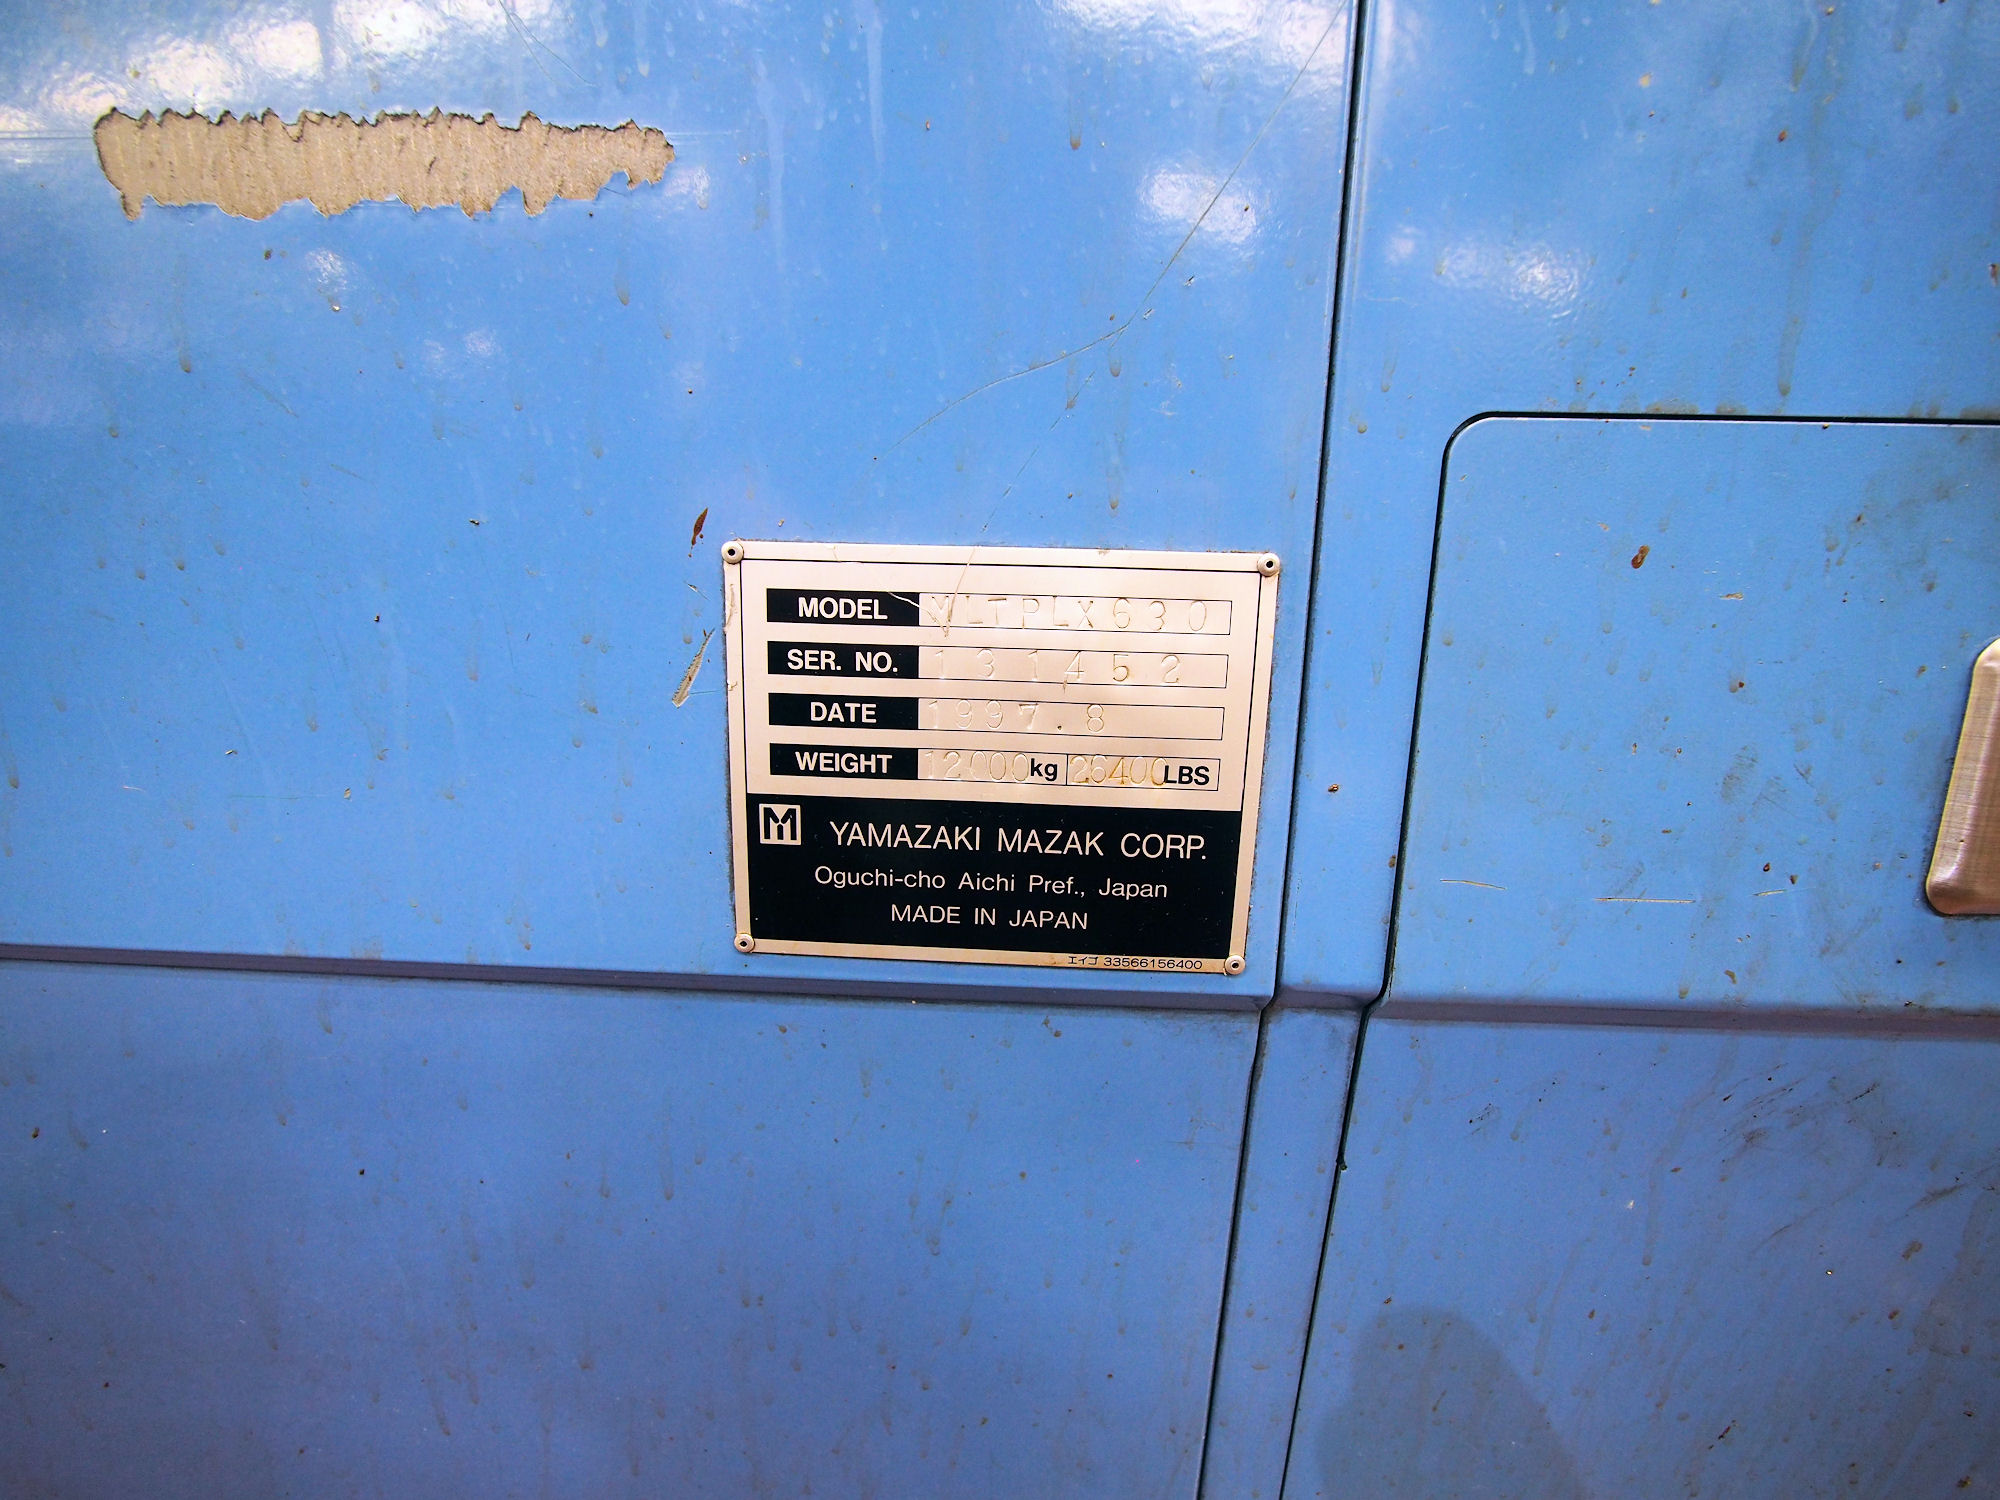 MODEL MLTPLX630
SER. NO. 131452
DATE 1997.8
WEIGHT 12000kg 26400LBS
YAMAZAKI MAZAK CORP.
Oguchi-cho Aichi Pref., Japan
MADE IN JAPAN
エイゴ 33566156400